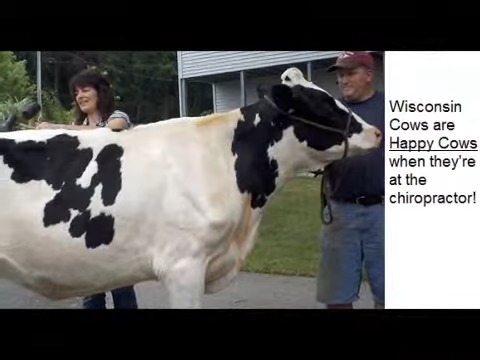 Wisconsin
Cows are
Happy Cows
when they're
at the
chiropractor!